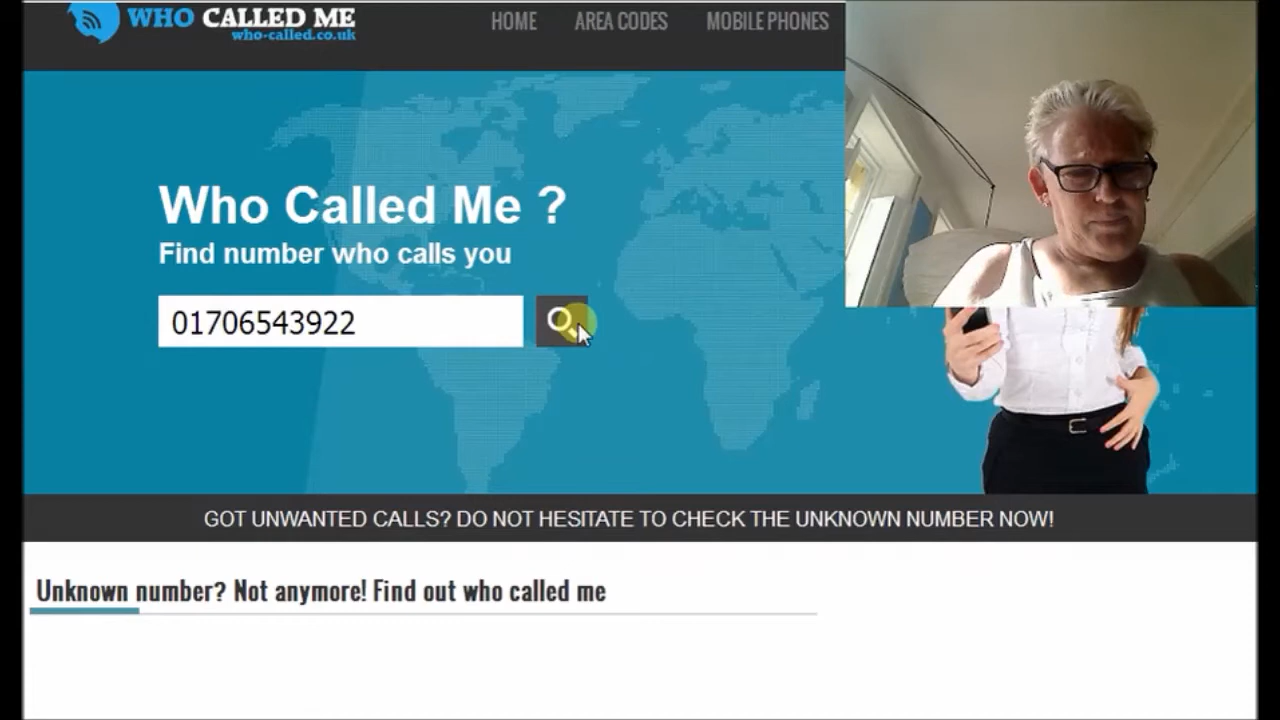 WHO CALLED ME
who-called.co.uk
HOME
AREA CODES
MOBILE PHONES
Who Called Me ?
Find number who calls you
01706543922
GOT UNWANTED CALLS? DO NOT HESITATE TO CHECK THE UNKNOWN NUMBER NOW!
Unknown number? Not anymore! Find out who called me